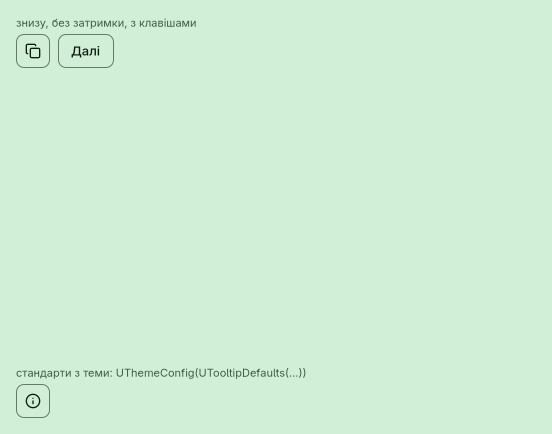 знизу, без затримки, з клавішами
Далі
стандарти з теми: UThemeConfig(UTooltipDefaults(...))